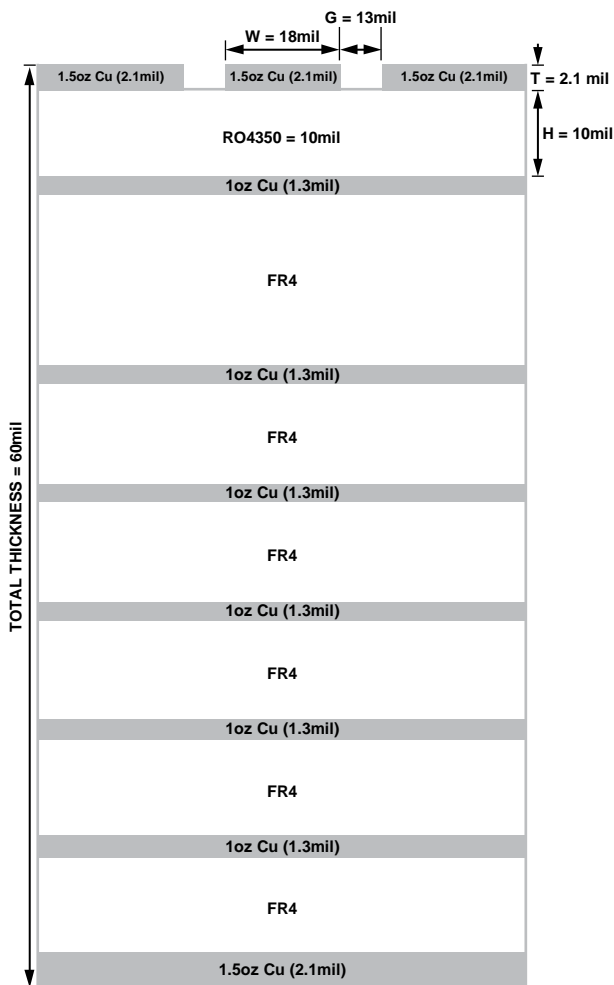 G = 13mil
W = 18mil
1.5oz Cu (2.1mil)
1.5oz Cu (2.1mil)
1.5oz Cu (2.1mil)
T = 2.1 mil
RO4350 = 10mil
H = 10mil
1oz Cu (1.3mil)
FR4
1oz Cu (1.3mil)
FR4
1oz Cu (1.3mil)
FR4
1oz Cu (1.3mil)
FR4
1oz Cu (1.3mil)
FR4
1oz Cu (1.3mil)
FR4
1.5oz Cu (2.1mil)
TOTAL THICKNESS = 60mil